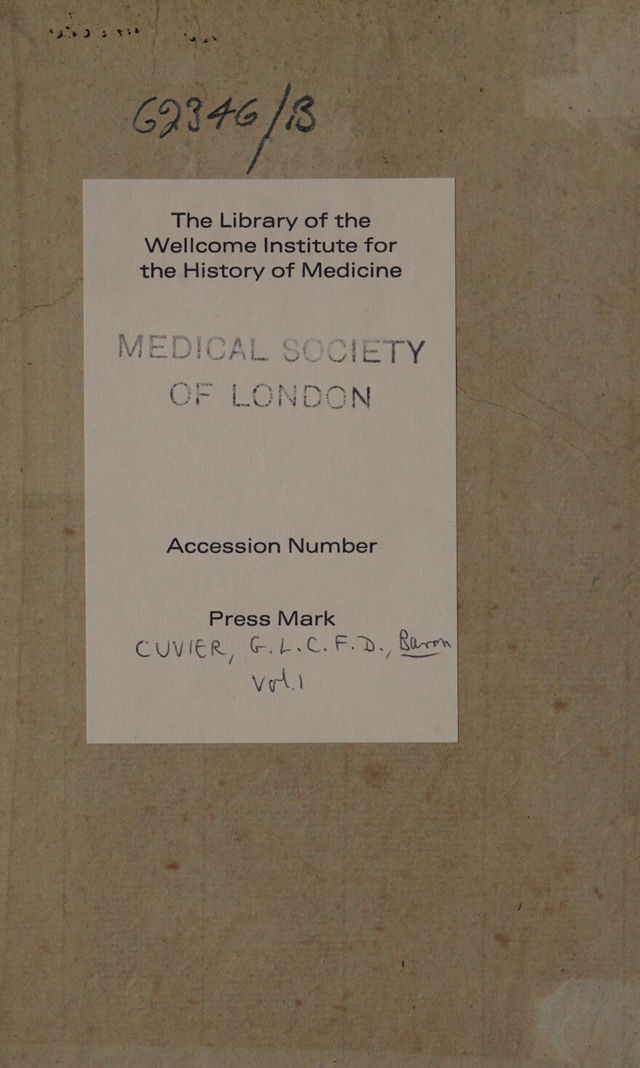 62346/B
The Library of the
Wellcome Institute for
the History of Medicine
MEDICAL SOCIETY
OF LONDON
Accession Number
Press Mark
CUVIER, G.L.C.F.D., Baron
Vol.1